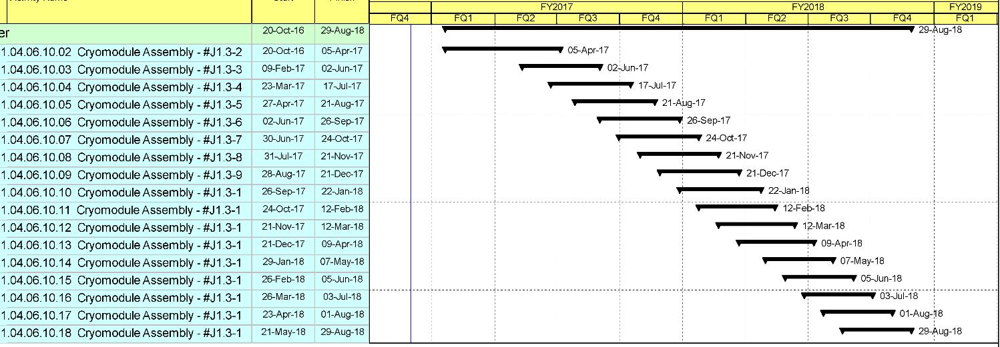 FY2017 FY2018 FY2019
FQ4 FQ1 FQ2 FQ3 FQ4 FQ1 FQ2 FQ3 FQ4 FQ1
er 20-Oct-16 29-Aug-18 29-Aug-18
1.04.06.10.02 Cryomodule Assembly - #J1.3-2 20-Oct-16 05-Apr-17 05-Apr-17
1.04.06.10.03 Cryomodule Assembly - #J1.3-3 09-Feb-17 02-Jun-17 02-Jun-17
1.04.06.10.04 Cryomodule Assembly - #J1.3-4 23-Mar-17 17-Jul-17 17-Jul-17
1.04.06.10.05 Cryomodule Assembly - #J1.3-5 27-Apr-17 21-Aug-17 21-Aug-17
1.04.06.10.06 Cryomodule Assembly - #J1.3-6 02-Jun-17 26-Sep-17 26-Sep-17
1.04.06.10.07 Cryomodule Assembly - #J1.3-7 30-Jun-17 24-Oct-17 24-Oct-17
1.04.06.10.08 Cryomodule Assembly - #J1.3-8 31-Jul-17 21-Nov-17 21-Nov-17
1.04.06.10.09 Cryomodule Assembly - #J1.3-9 28-Aug-17 21-Dec-17 21-Dec-17
1.04.06.10.10 Cryomodule Assembly - #J1.3-1 26-Sep-17 22-Jan-18 22-Jan-18
1.04.06.10.11 Cryomodule Assembly - #J1.3-1 24-Oct-17 12-Feb-18 12-Feb-18
1.04.06.10.12 Cryomodule Assembly - #J1.3-1 21-Nov-17 12-Mar-18 12-Mar-18
1.04.06.10.13 Cryomodule Assembly - #J1.3-1 21-Dec-17 09-Apr-18 09-Apr-18
1.04.06.10.14 Cryomodule Assembly - #J1.3-1 29-Jan-18 07-May-18 07-May-18
1.04.06.10.15 Cryomodule Assembly - #J1.3-1 26-Feb-18 05-Jun-18 05-Jun-18
1.04.06.10.16 Cryomodule Assembly - #J1.3-1 26-Mar-18 03-Jul-18 03-Jul-18
1.04.06.10.17 Cryomodule Assembly - #J1.3-1 23-Apr-18 01-Aug-18 01-Aug-18
1.04.06.10.18 Cryomodule Assembly - #J1.3-1 21-May-18 29-Aug-18 29-Aug-18